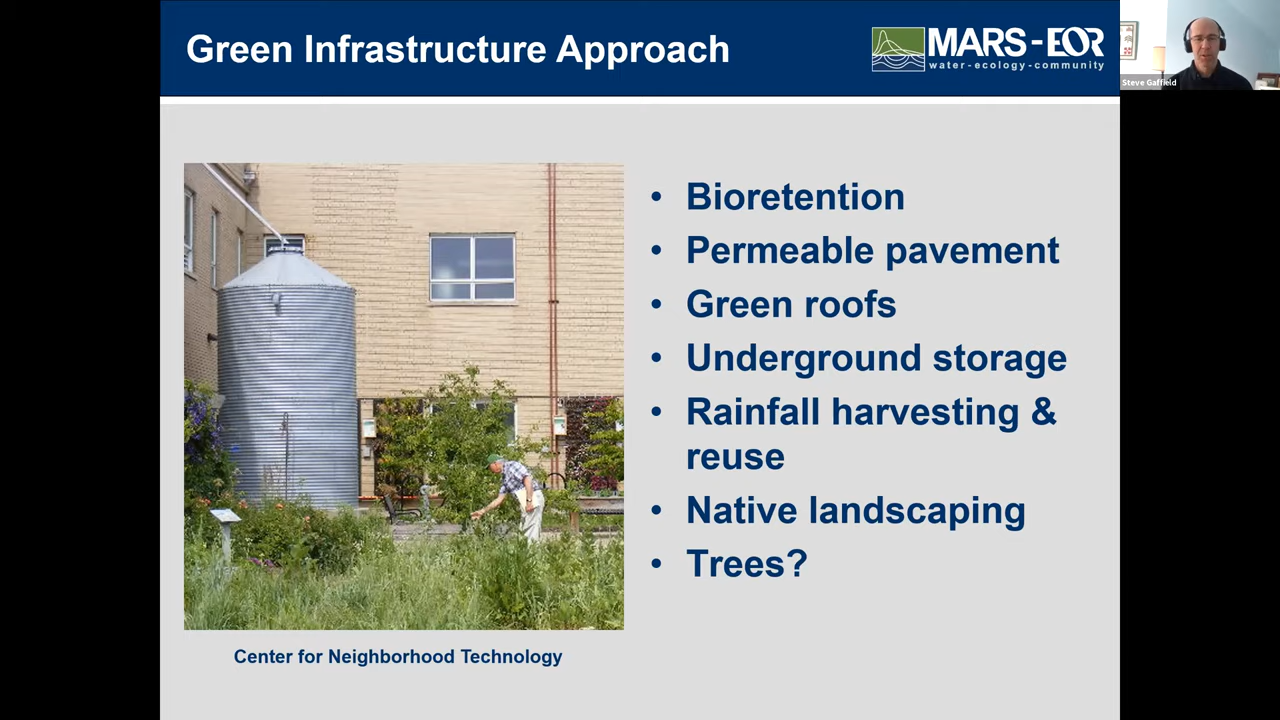 Green Infrastructure Approach
MARS-EOR
water-ecology-community
Steve Gaffield
• Bioretention
• Permeable pavement
• Green roofs
• Underground storage
• Rainfall harvesting &
reuse
• Native landscaping
• Trees?
Center for Neighborhood Technology